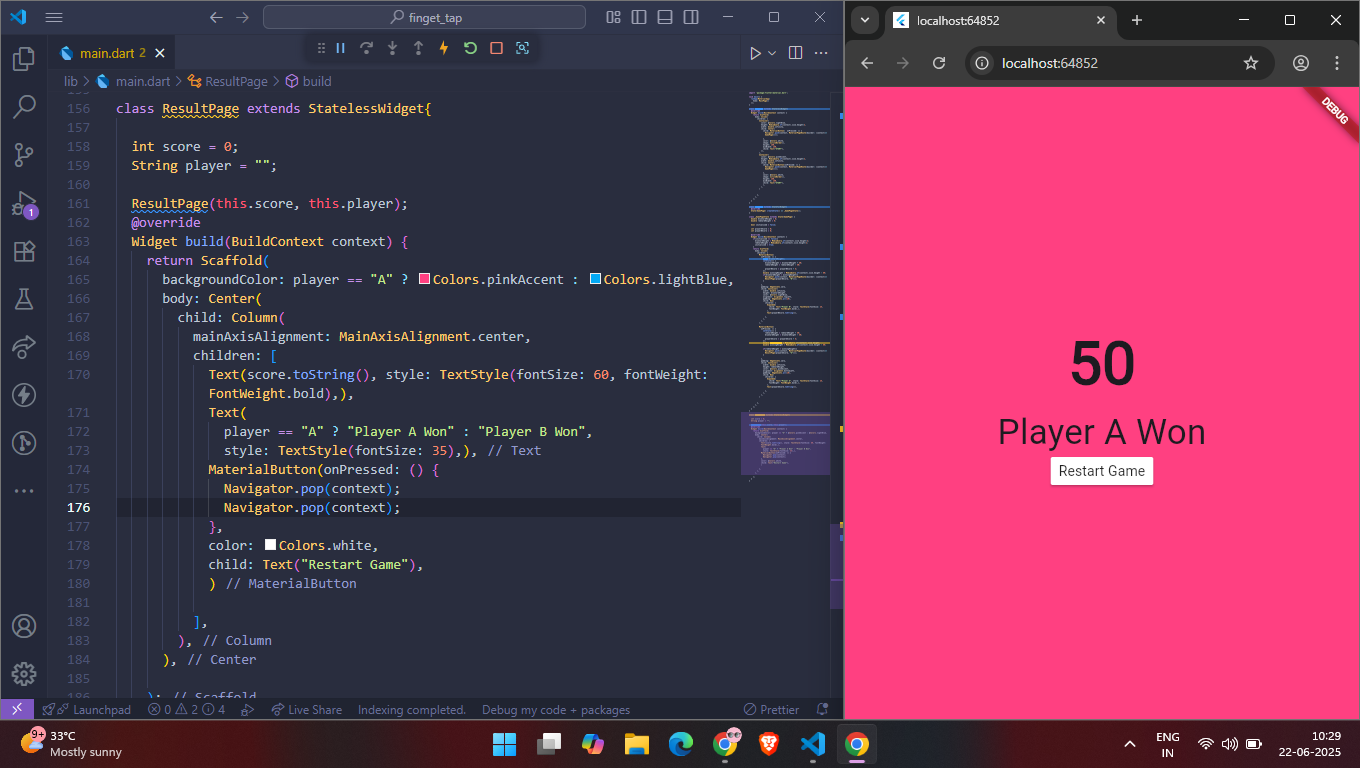 finget_tap
main.dart 2
lib > main.dart > ResultPage > build
156 class ResultPage extends StatelessWidget{
157
158 int score = 0;
159 String player = "";
160
161 ResultPage(this.score, this.player);
162 @override
163 Widget build(BuildContext context) {
164 return Scaffold(
165 backgroundColor: player == "A" ? Colors.pinkAccent : Colors.lightBlue,
166 body: Center(
167 child: Column(
168 mainAxisAlignment: MainAxisAlignment.center,
169 children: [
170 Text(score.toString(), style: TextStyle(fontSize: 60, fontWeight:
FontWeight.bold),),
171 Text(
172 player == "A" ? "Player A Won" : "Player B Won",
173 style: TextStyle(fontSize: 35),), // Text
174 MaterialButton(onPressed: () {
175 Navigator.pop(context);
176 Navigator.pop(context);
177 },
178 color: Colors.white,
179 child: Text("Restart Game"),
180 ) // MaterialButton
181
182 ],
183 ), // Column
184 ), // Center
185
186 ); // Scaffold
1
Launchpad 0 2 4 Live Share Indexing completed. Debug my code + packages Prettier
localhost:64852
localhost:64852
DEBUG
50
Player A Won
Restart Game
9+
33°C
Mostly sunny
ENG
IN
10:29
22-06-2025